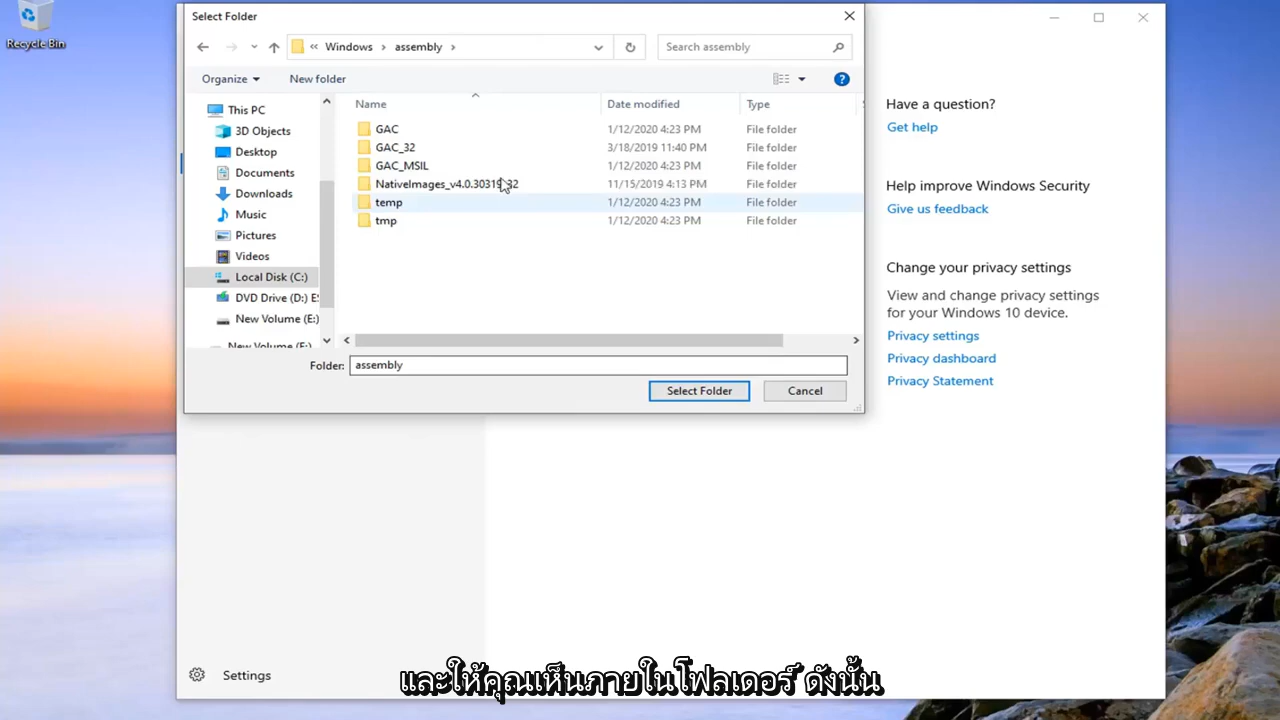 Recycle Bin
Select Folder
« Windows › assembly ›
Search assembly
Organize
New folder
?
Name
Date modified
Type
This PC
3D Objects
Desktop
Documents
Downloads
Music
Pictures
Videos
Local Disk (C:)
DVD Drive (D:) E
New Volume (E:)
New Volume (E:)
GAC 1/12/2020 4:23 PM File folder
GAC_32 3/18/2019 11:40 PM File folder
GAC_MSIL 1/12/2020 4:23 PM File folder
NativeImages_v4.0.30319_32 11/15/2019 4:13 PM File folder
temp 1/12/2020 4:23 PM File folder
tmp 1/12/2020 4:23 PM File folder
Folder: assembly
Select Folder
Cancel
Have a question?
Get help
Help improve Windows Security
Give us feedback
Change your privacy settings
View and change privacy settings
for your Windows 10 device.
Privacy settings
Privacy dashboard
Privacy Statement
Settings
และให้คุณเห็นภายในโฟลเดอร์ ดังนั้น